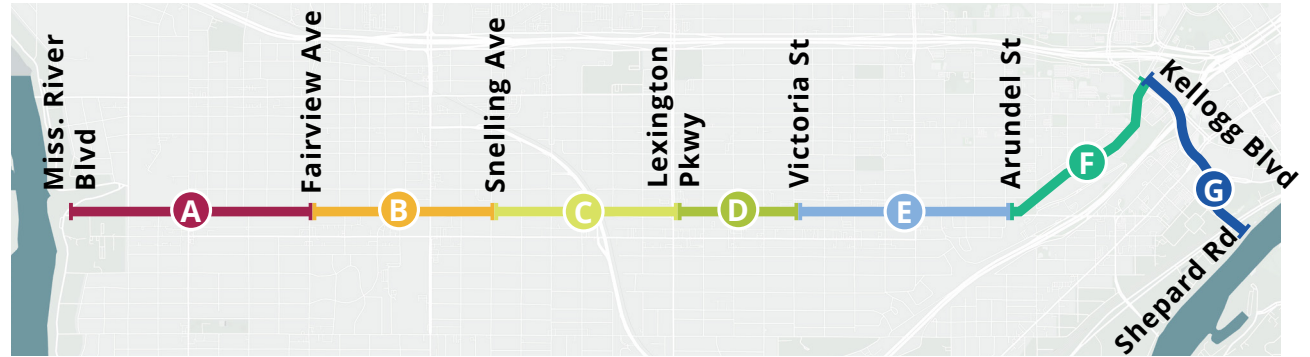 Miss. River
Blvd
Fairview Ave
Snelling Ave
Lexington
Pkwy
Victoria St
Arundel St
Kellogg Blvd
Shepard Rd
A
B
C
D
E
F
G